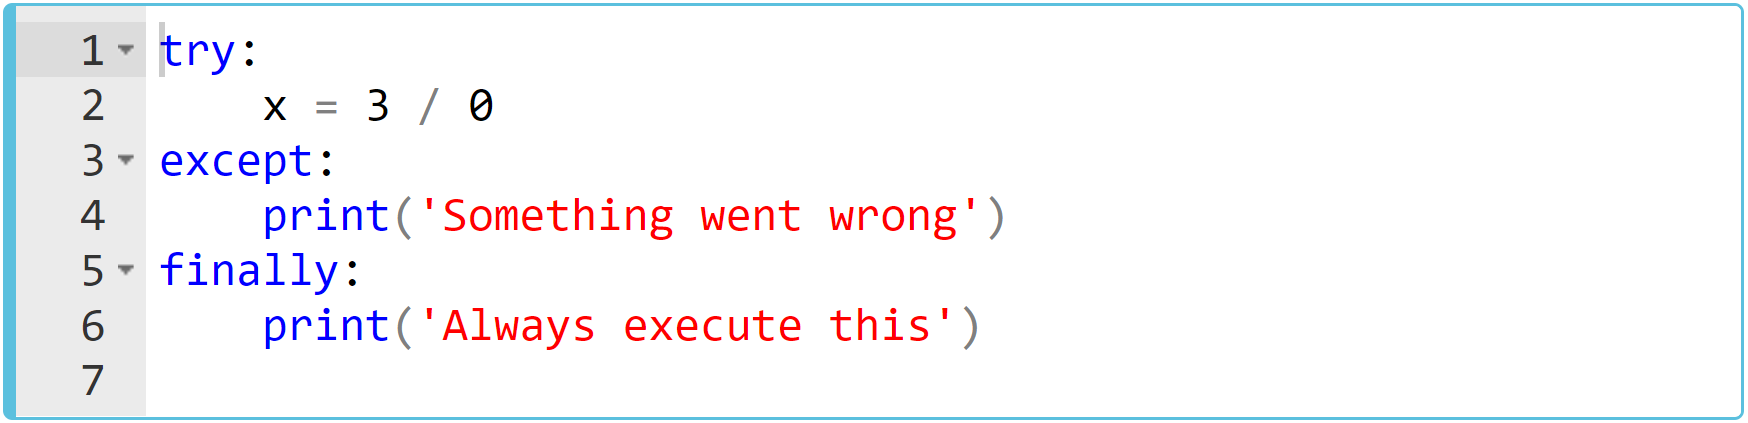 1 try:
2     x = 3 / 0
3 except:
4     print('Something went wrong')
5 finally:
6     print('Always execute this')
7